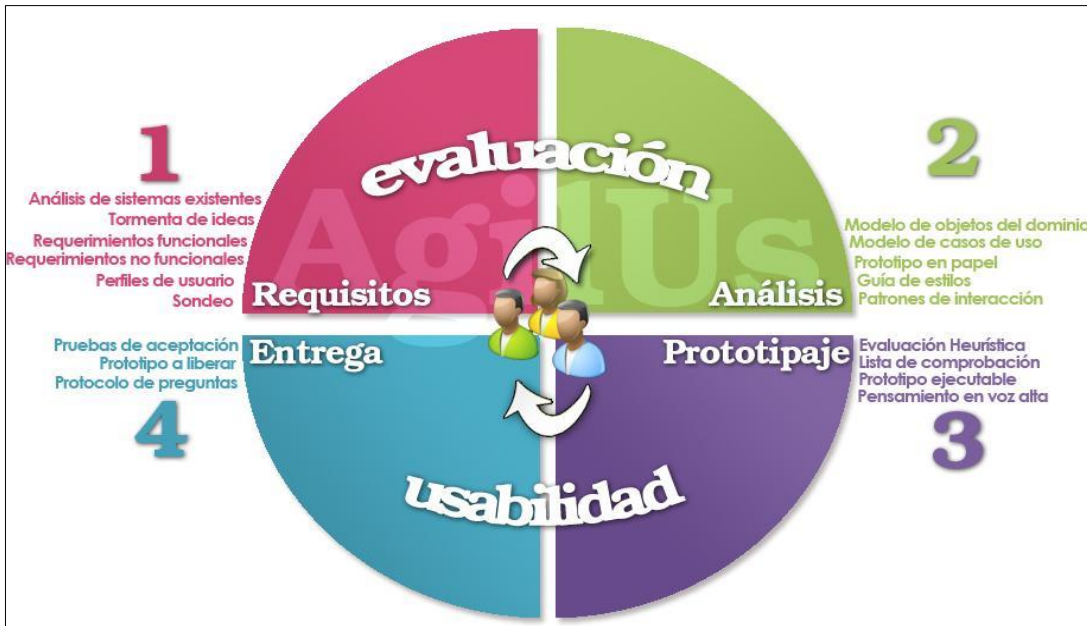 evaluación
AgilUs
1
Análisis de sistemas existentes
Tormenta de ideas
Requerimientos funcionales
Requerimientos no funcionales
Perfiles de usuario
Sondeo
Requisitos
2
Modelo de objetos del dominio
Modelo de casos de uso
Prototipo en papel
Guía de estilos
Patrones de interacción
Análisis
Prototipaje
Evaluación Heurística
Lista de comprobación
Prototipo ejecutable
Pensamiento en voz alta
3
Entrega
Pruebas de aceptación
Prototipo a liberar
Protocolo de preguntas
4
usabilidad